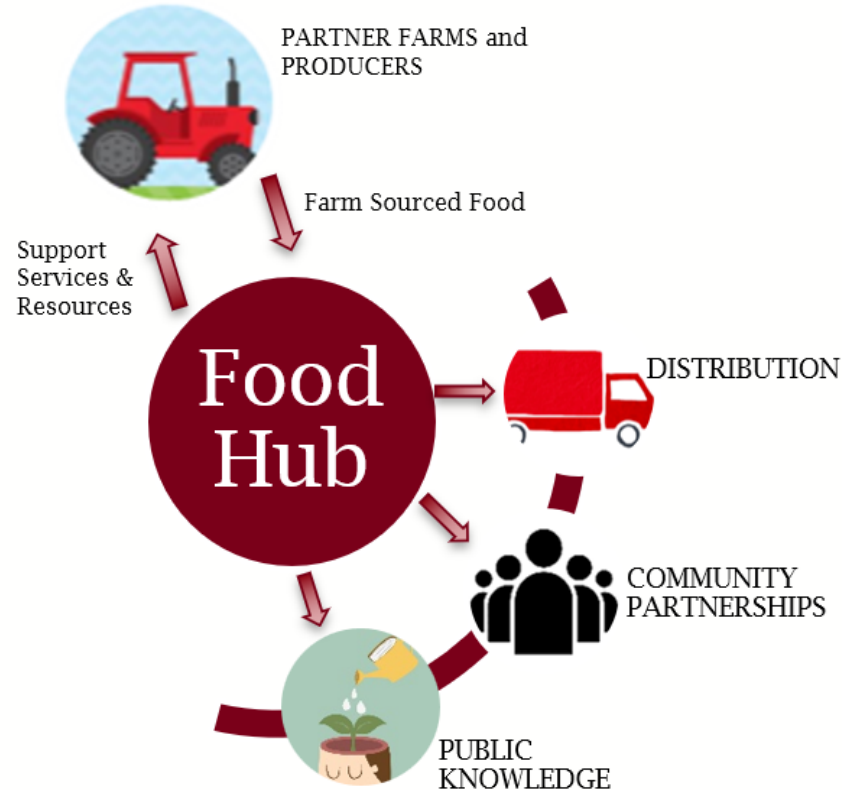 PARTNER FARMS and
PRODUCERS
Farm Sourced Food
Support
Services &
Resources
Food
Hub
DISTRIBUTION
COMMUNITY
PARTNERSHIPS
PUBLIC
KNOWLEDGE